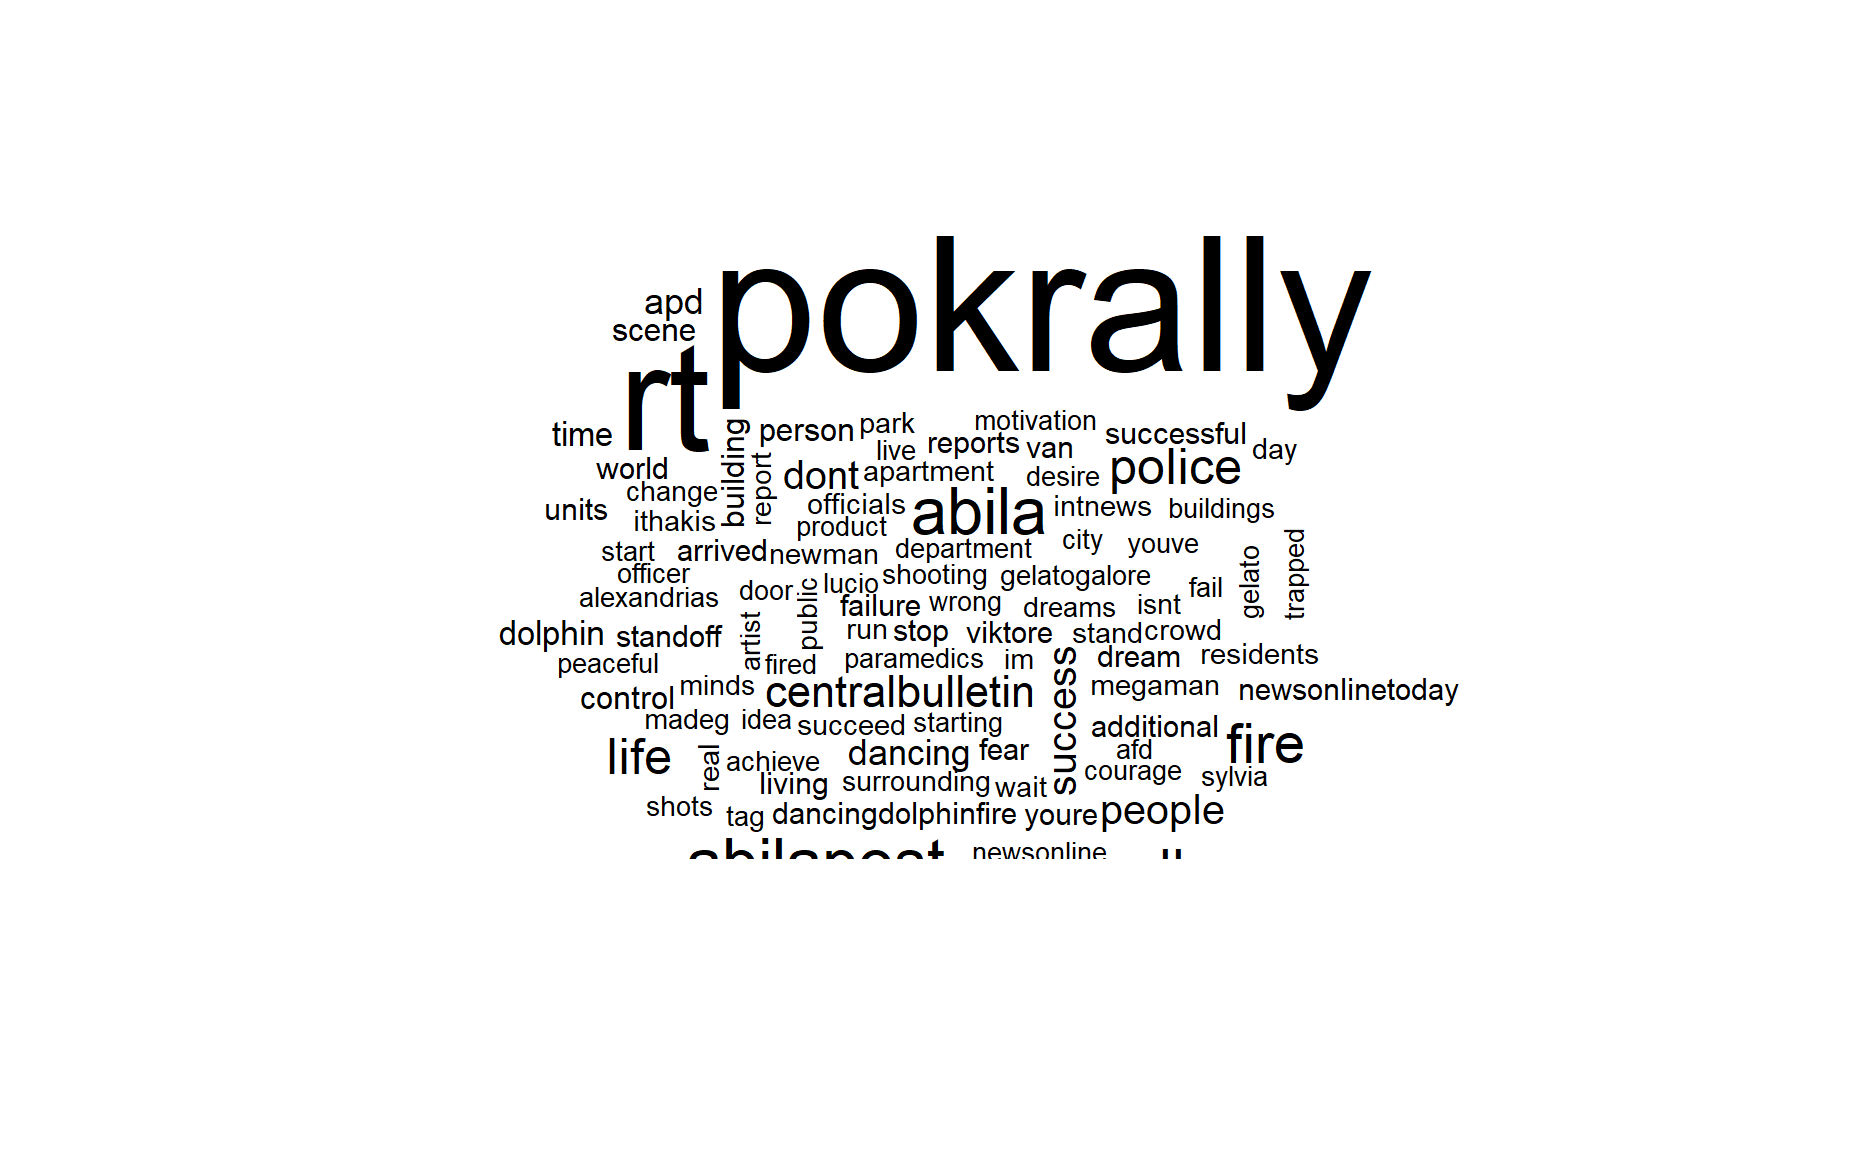 pokrally
apd
scene
rt
time
building
person
park
motivation
successful
live
reports
van
day
world
report
dont
apartment
desire
police
change
officials
abila
intnews
buildings
units
ithakis
product
start
arrived
newman
department
city
youve
trapped
officer
door
lucio
shooting
gelatogalore
fail
gelato
alexandrias
public
failure
wrong
dreams
isnt
dolphin
standoff
artist
run
stop
viktore
stand
crowd
peaceful
fired
paramedics
im
success
dream
residents
control
minds
centralbulletin
megaman
newsonlinetoday
madeg
idea
succeed
starting
additional
fire
life
real
achieve
dancing
fear
afd
living
surrounding
wait
courage
sylvia
shots
tag
dancingdolphinfire
youre
people
abilapost
newsonline